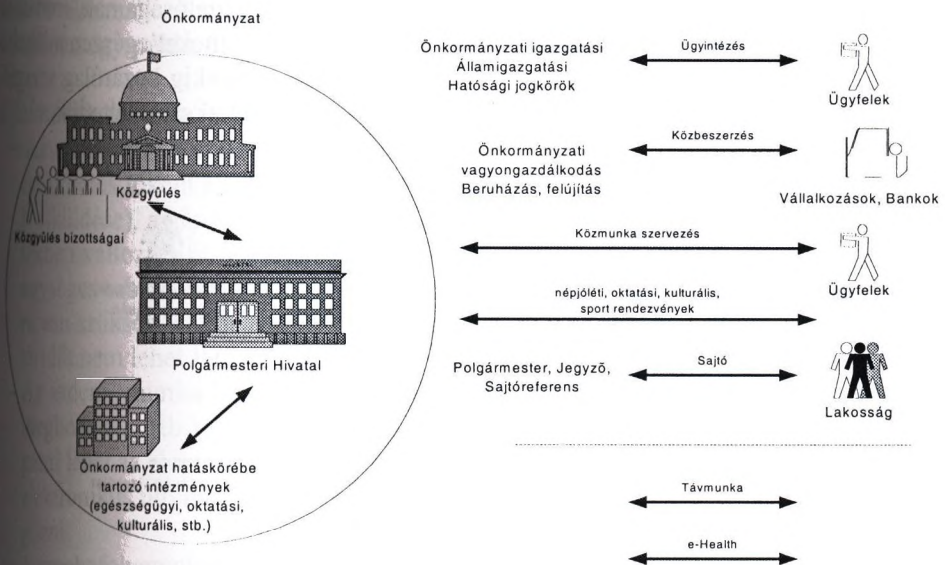 Önkormányzat
Közgyűlés
Közgyűlés bizottságai
Polgármesteri Hivatal
Önkormányzat hatáskörébe
tartozó intézmények
(egészségügyi, oktatási,
kulturális, stb.)
Önkormányzati igazgatási
Államigazgatási
Hatósági jogkörök
Ügyintézés
Ügyfelek
Önkormányzati
vagyongazdálkodás
Beruházás, felújítás
Közbeszerzés
Vállalkozások, Bankok
Közmunka szervezés
Ügyfelek
népjóléti, oktatási, kulturális,
sport rendezvények
Polgármester, Jegyző,
Sajtóreferens
Sajtó
Lakosság
Távmunka
e-Health